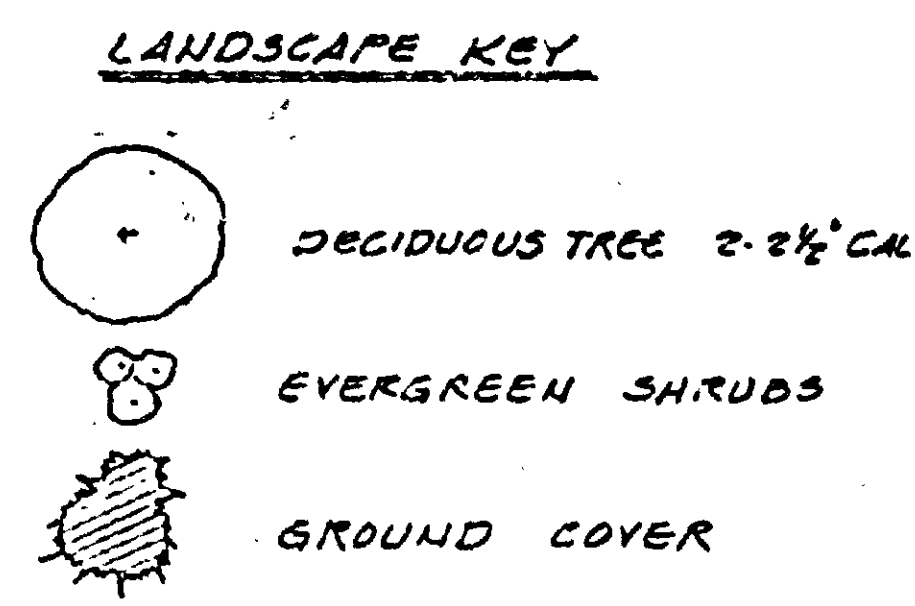 LANDSCAPE KEY
DECIDUOUS TREE 2-2½" CAL
EVERGREEN SHRUBS
GROUND COVER